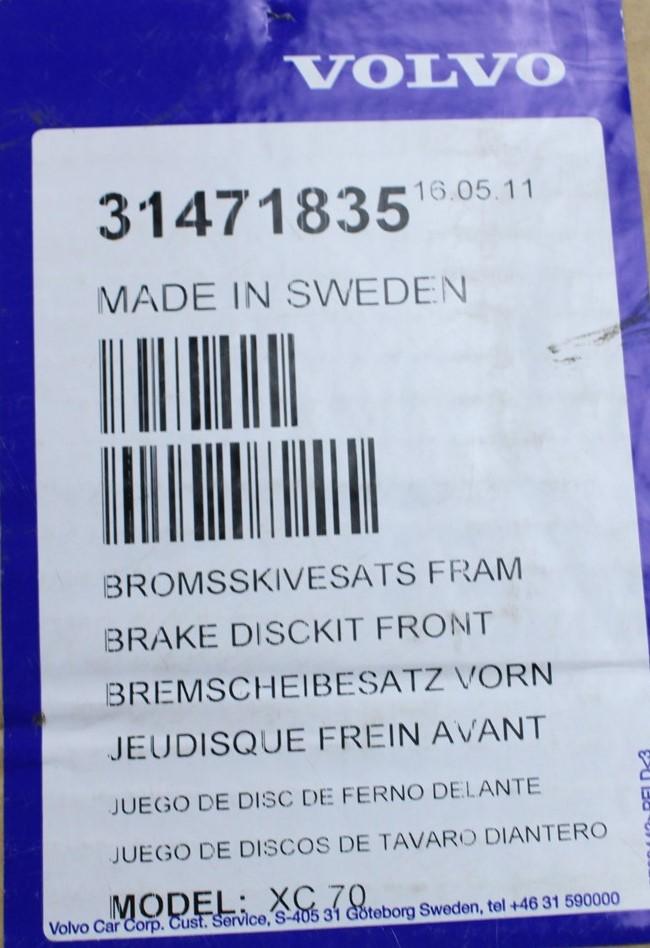 VOLVO
31471835 16.05.11
MADE IN SWEDEN
BROMSSKIVESATS FRAM
BRAKE DISCKIT FRONT
BREMSCHEIBESATZ VORN
JEUDISQUE FREIN AVANT
JUEGO DE DISC DE FERNO DELANTE
JUEGO DE DISCOS DE TAVARO DIANTERO
MODEL: XC 70
Volvo Car Corp. Cust. Service, S-405 31 Göteborg Sweden, tel +46 31 590000